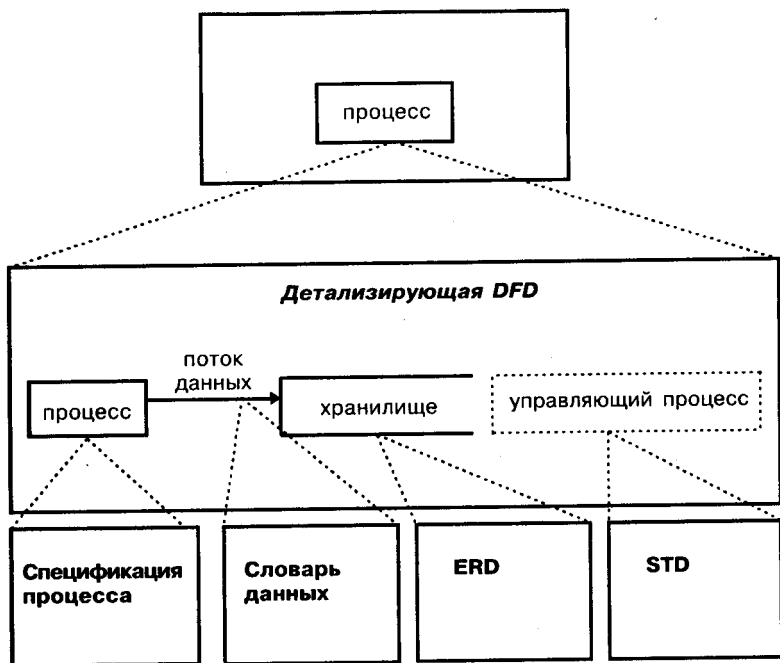 процесс
Детализирующая DFD
поток
данных
процесс
хранилище
управляющий процесс
Спецификация
процесса
Словарь
данных
ERD
STD